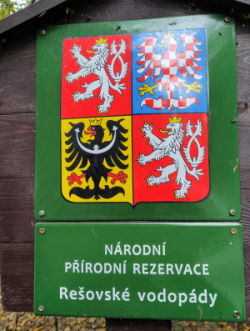 NÁRODNÍ
PŘÍRODNÍ REZERVACE
Rešovské vodopády